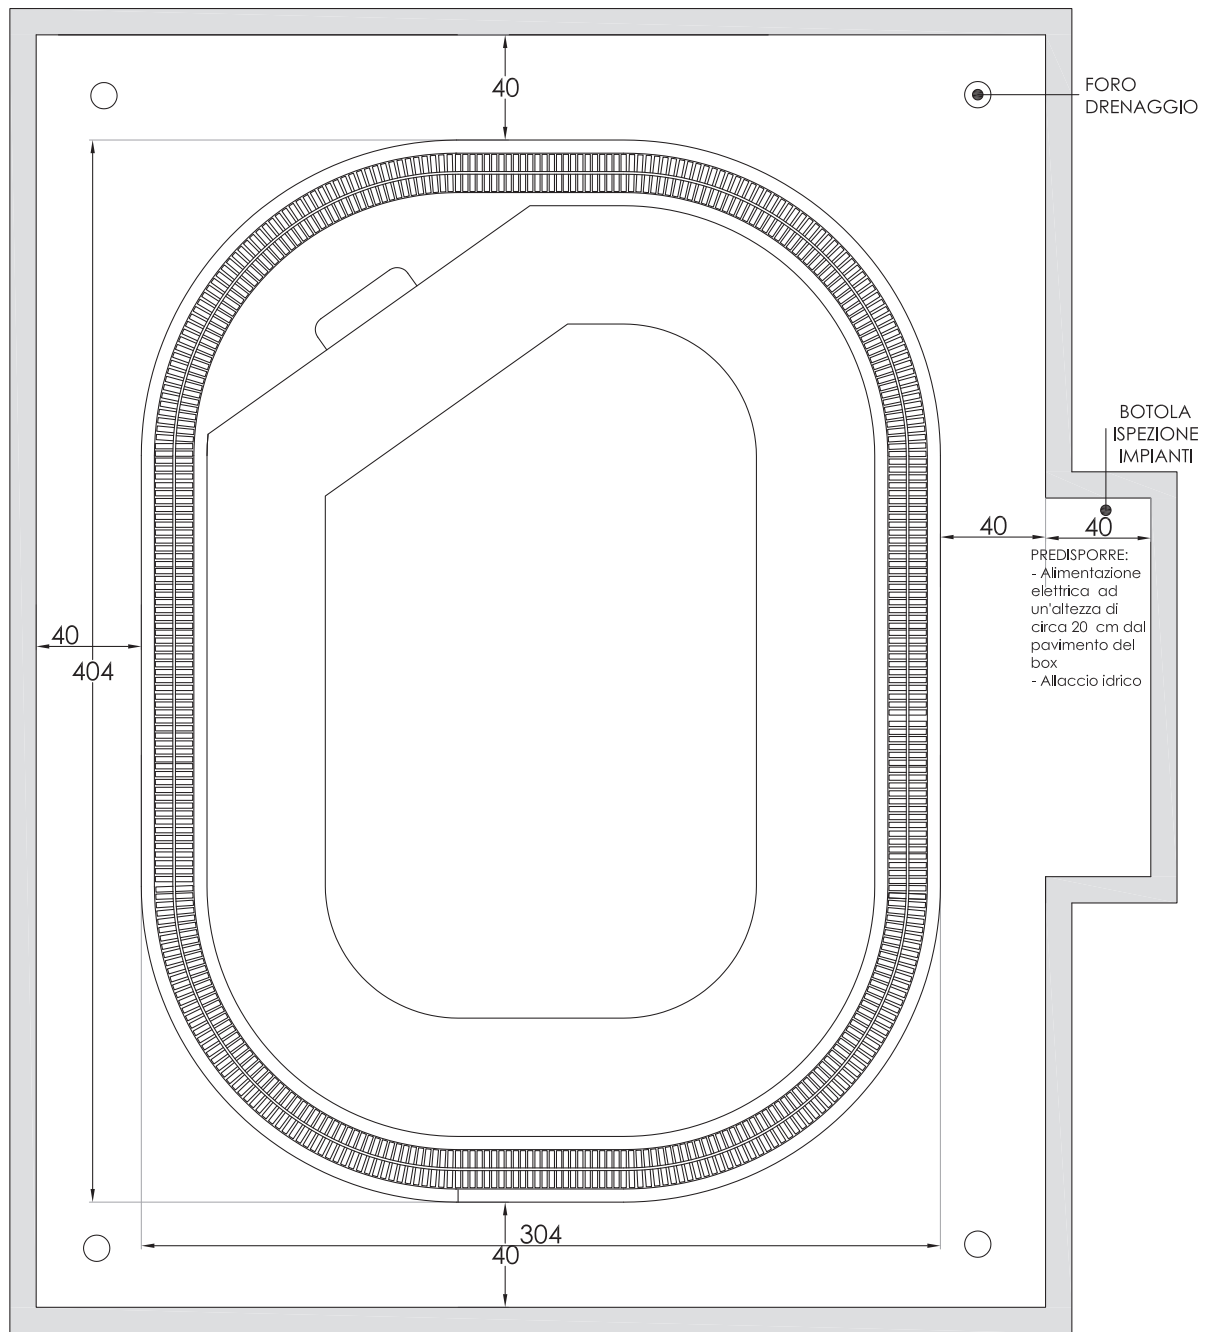 40
FORO
DRENAGGIO
BOTOLA
ISPEZIONE
IMPIANTI
40
40
PREDISPORRE:
- Alimentazione
elettrica ad
un'altezza di
circa 20 cm dal
pavimento del
box
- Allaccio idrico
40
404
304
40